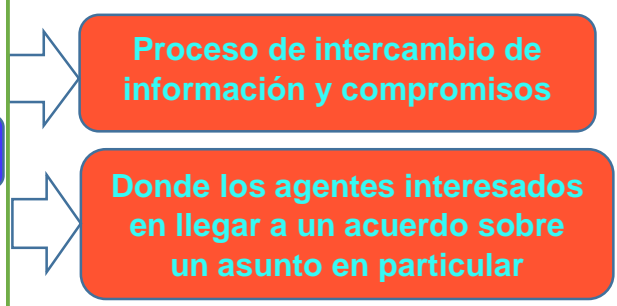 Proceso de intercambio de
información y compromisos
Donde los agentes interesados
en llegar a un acuerdo sobre
un asunto en particular